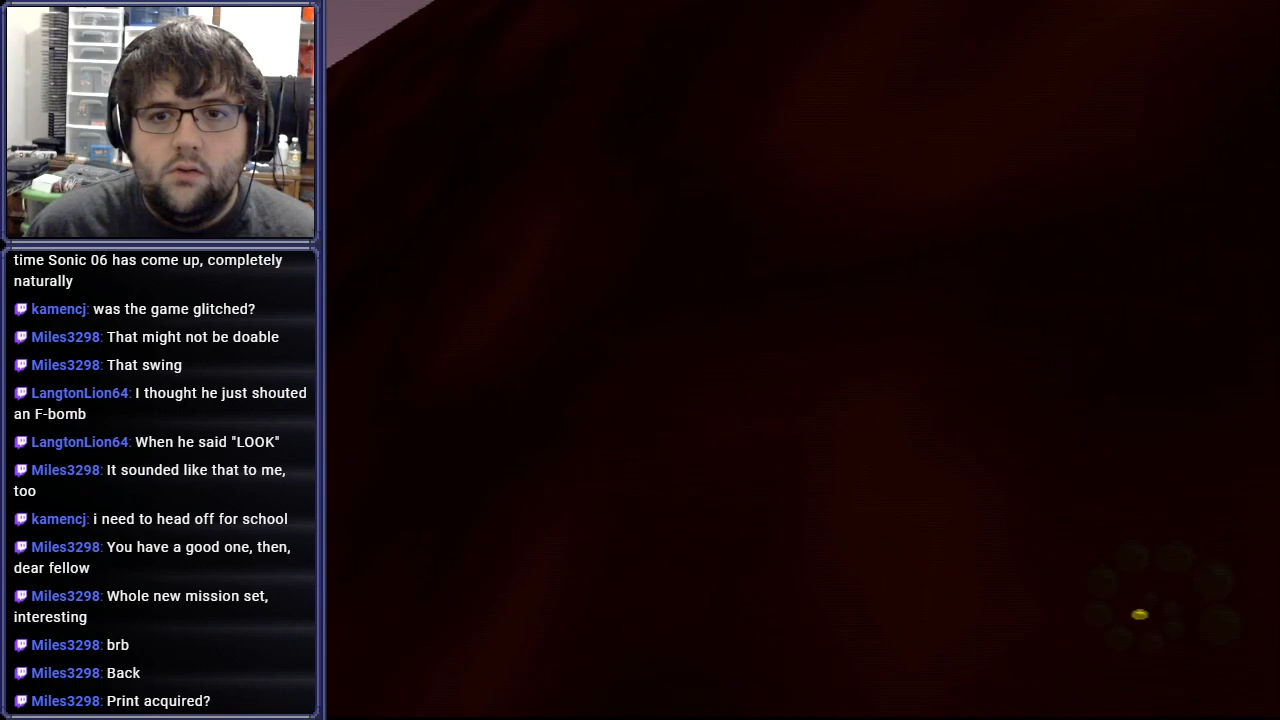 time Sonic 06 has come up, completely
naturally
kamencj: was the game glitched?
Miles3298: That might not be doable
Miles3298: That swing
LangtonLion64: I thought he just shouted
an F-bomb
LangtonLion64: When he said "LOOK"
Miles3298: It sounded like that to me,
too
kamencj: i need to head off for school
Miles3298: You have a good one, then,
dear fellow
Miles3298: Whole new mission set,
interesting
Miles3298: brb
Miles3298: Back
Miles3298: Print acquired?